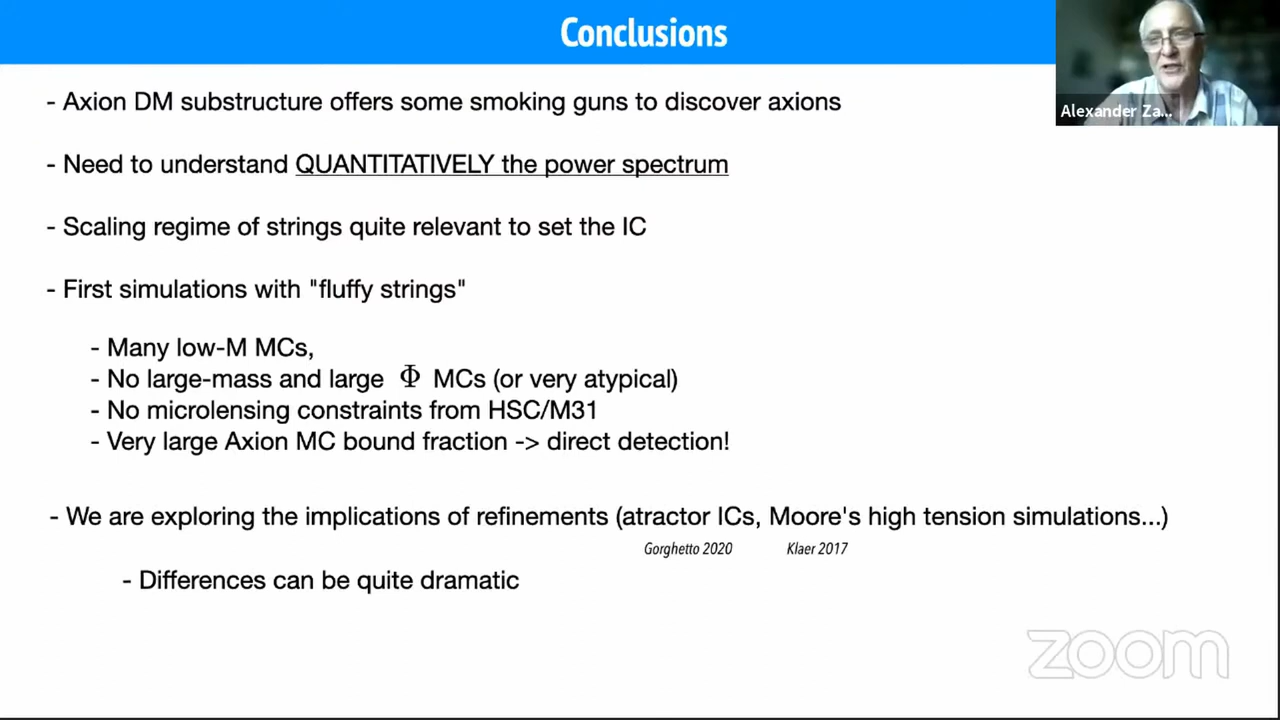 Conclusions
Alexander Za...
- Axion DM substructure offers some smoking guns to discover axions
- Need to understand QUANTITATIVELY the power spectrum
- Scaling regime of strings quite relevant to set the IC
- First simulations with "fluffy strings"
- Many low-M MCs,
- No large-mass and large Φ MCs (or very atypical)
- No microlensing constraints from HSC/M31
- Very large Axion MC bound fraction -> direct detection!
- We are exploring the implications of refinements (atractor ICs, Moore's high tension simulations...)
Gorghetto 2020 Klaer 2017
- Differences can be quite dramatic
zoom